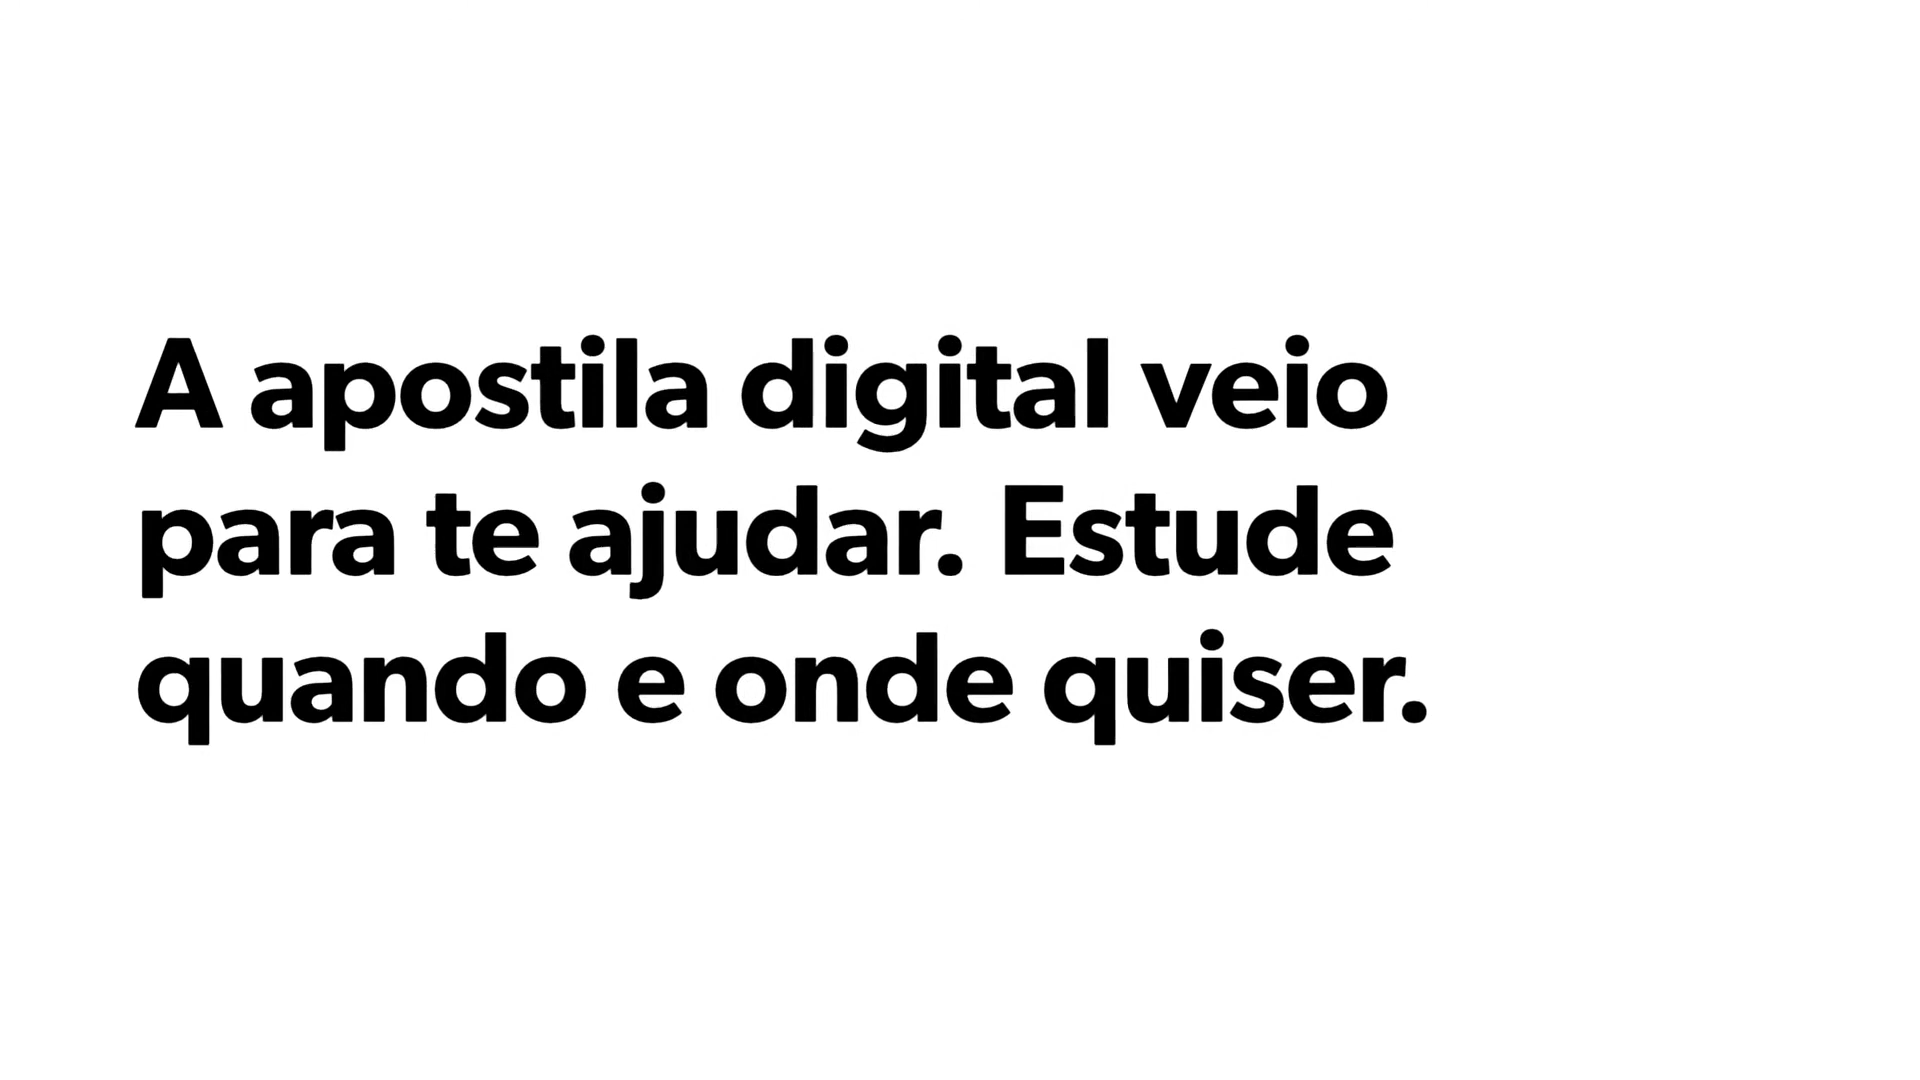 A apostila digital veio
para te ajudar. Estude
quando e onde quiser.